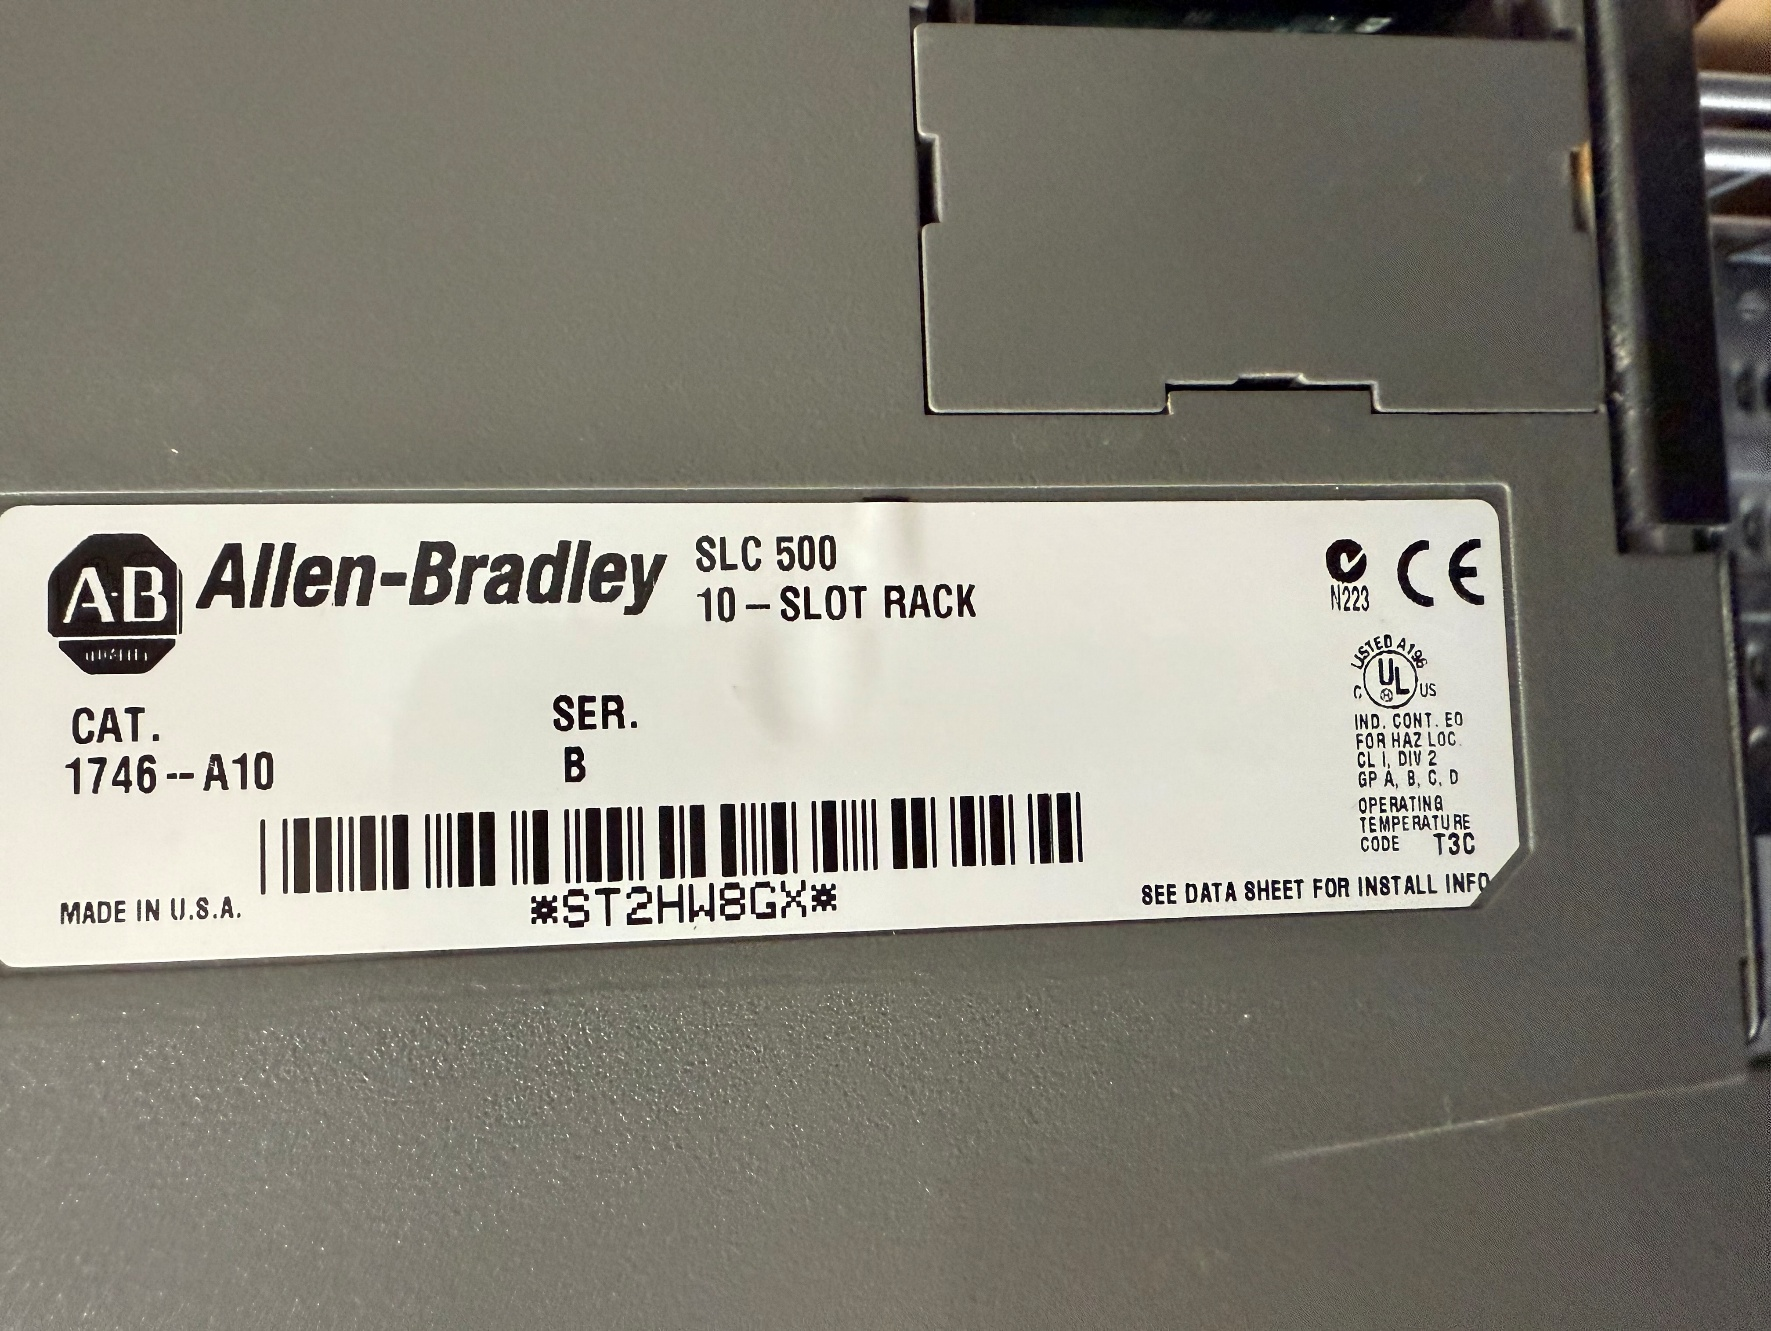 A·B
QUALITY
Allen-Bradley
SLC 500
10-SLOT RACK
N223
CE
LISTED A196
C UL US
CAT.
1746--A10
SER.
B
IND. CONT. EQ
FOR HAZ LOC.
CL I, DIV 2
GP A, B, C, D
OPERATING
TEMPERATURE
CODE T3C
MADE IN U.S.A.
*ST2HW8GX*
SEE DATA SHEET FOR INSTALL INFO